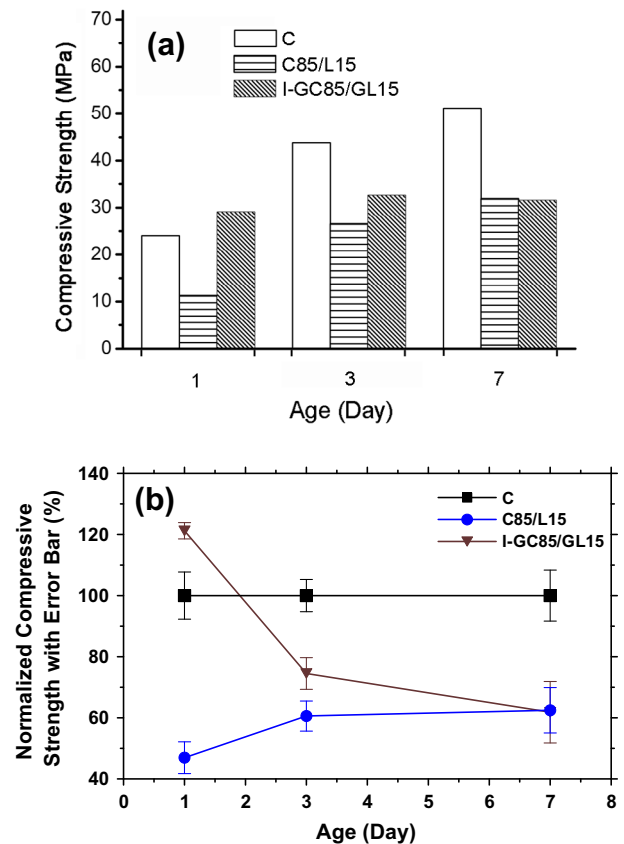 (a)
C
C85/L15
I-GC85/GL15
Compressive Strength (MPa)
70
60
50
40
30
20
10
0
1 3 7
Age (Day)
(b)
C
C85/L15
I-GC85/GL15
Normalized Compressive
Strength with Error Bar (%)
140
120
100
80
60
40
0 1 2 3 4 5 6 7 8
Age (Day)